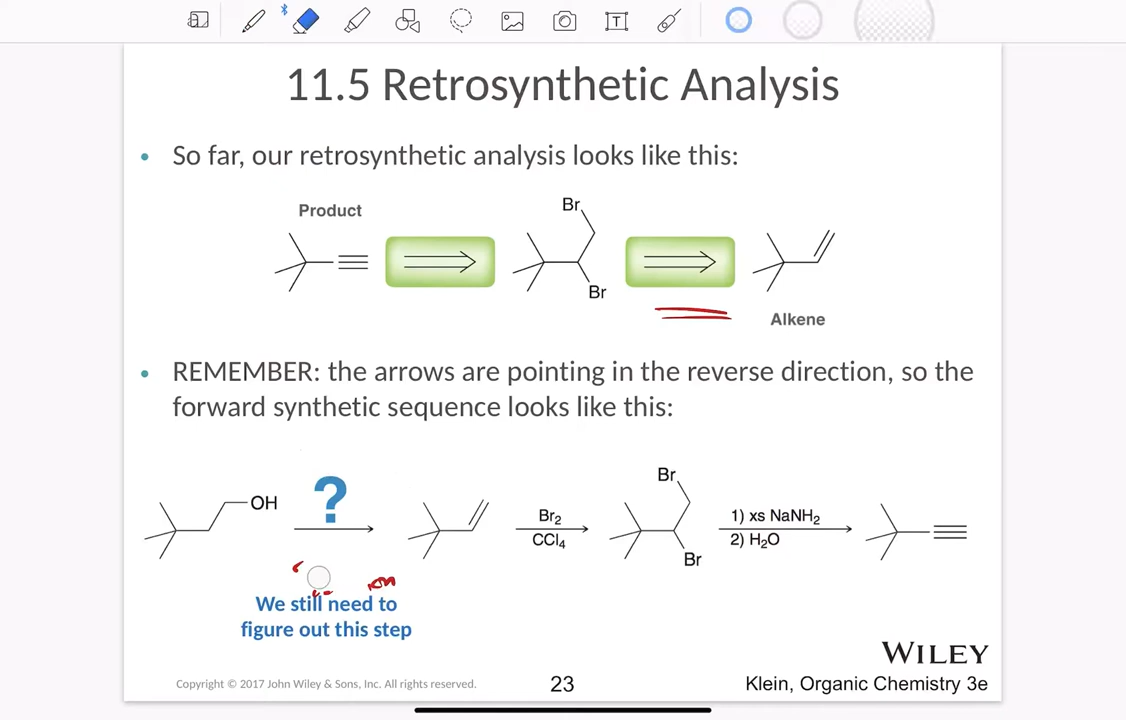 11.5 Retrosynthetic Analysis
• So far, our retrosynthetic analysis looks like this:
Product
Br
Br
Alkene
• REMEMBER: the arrows are pointing in the reverse direction, so the
forward synthetic sequence looks like this:
OH
?
Br₂
CCl₄
Br
Br
1) xs NaNH₂
2) H₂O
We still need to
figure out this step
WILEY
Copyright © 2017 John Wiley & Sons, Inc. All rights reserved.
23
Klein, Organic Chemistry 3e